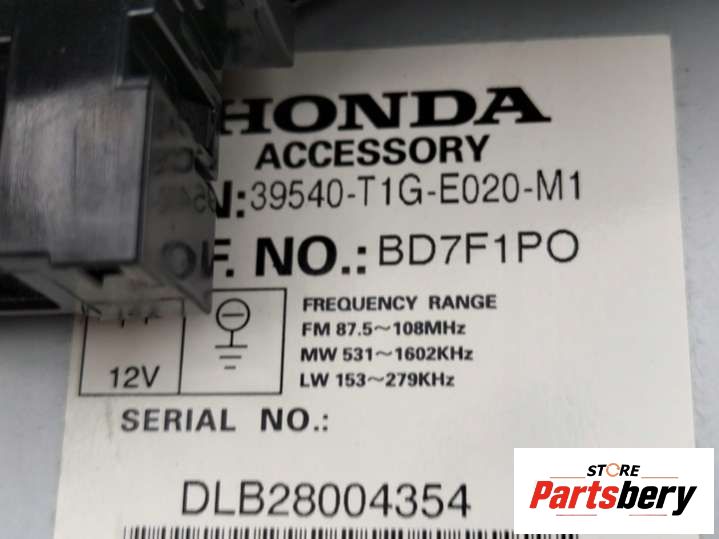 HONDA
ACCESSORY
39540-T1G-E020-M1
NO.: BD7F1PO
FREQUENCY RANGE
FM 87.5~108MHz
MW 531~1602KHz
LW 153~279KHz
12V
SERIAL NO.:
DLB28004354
STORE
Partsbery